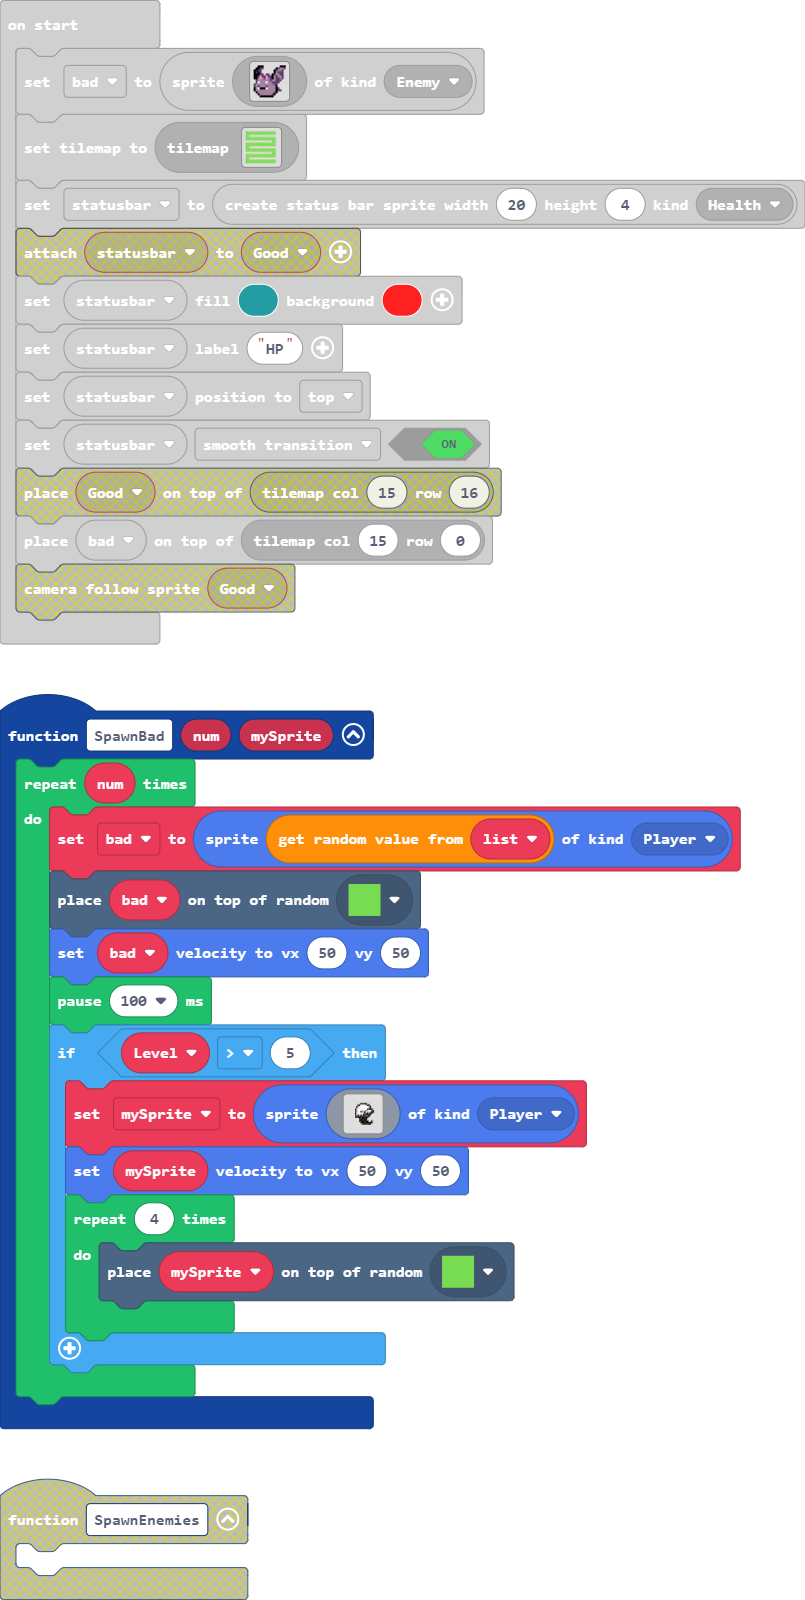 on start
set bad to sprite of kind Enemy
set tilemap to tilemap
set statusbar to create status bar sprite width 20 height 4 kind Health
attach statusbar to Good
set statusbar fill background
set statusbar label "HP"
set statusbar position to top
set statusbar smooth transition ON
place Good on top of tilemap col 15 row 16
place bad on top of tilemap col 15 row 0
camera follow sprite Good
function SpawnBad num mySprite
repeat num times
do
set bad to sprite get random value from list of kind Player
place bad on top of random
set bad velocity to vx 50 vy 50
pause 100 ms
if Level > 5 then
set mySprite to sprite of kind Player
set mySprite velocity to vx 50 vy 50
repeat 4 times
do
place mySprite on top of random
function SpawnEnemies